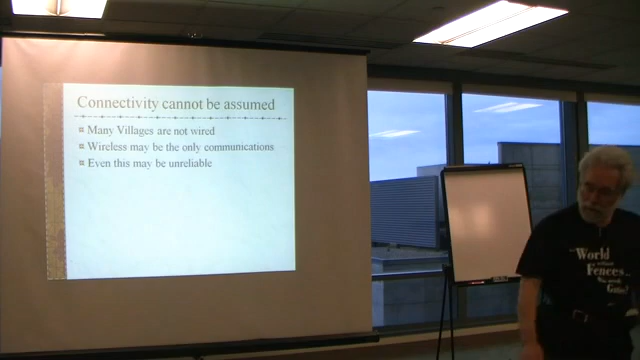 Connectivity cannot be assumed
Many Villages are not wired
Wireless may be the only communications
Even this may be unreliable
World
without
Fences